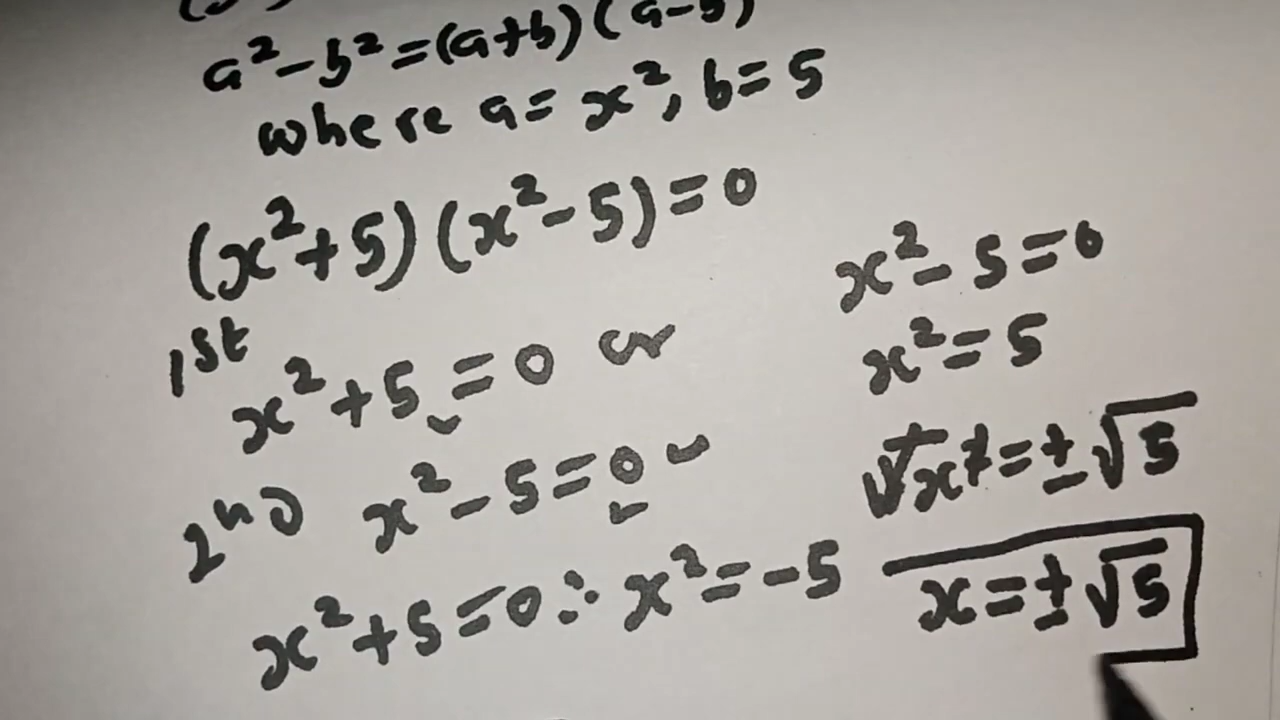 a²-b²=(a+b)(a-b)
where a= x², b=5
(x²+5)(x²-5)=0
1st
x²+5=0 or
2nd x²-5=0
x²+5=0∴x²=-5
x²-5=0
x²=5
√x²=±√5
x=±√5